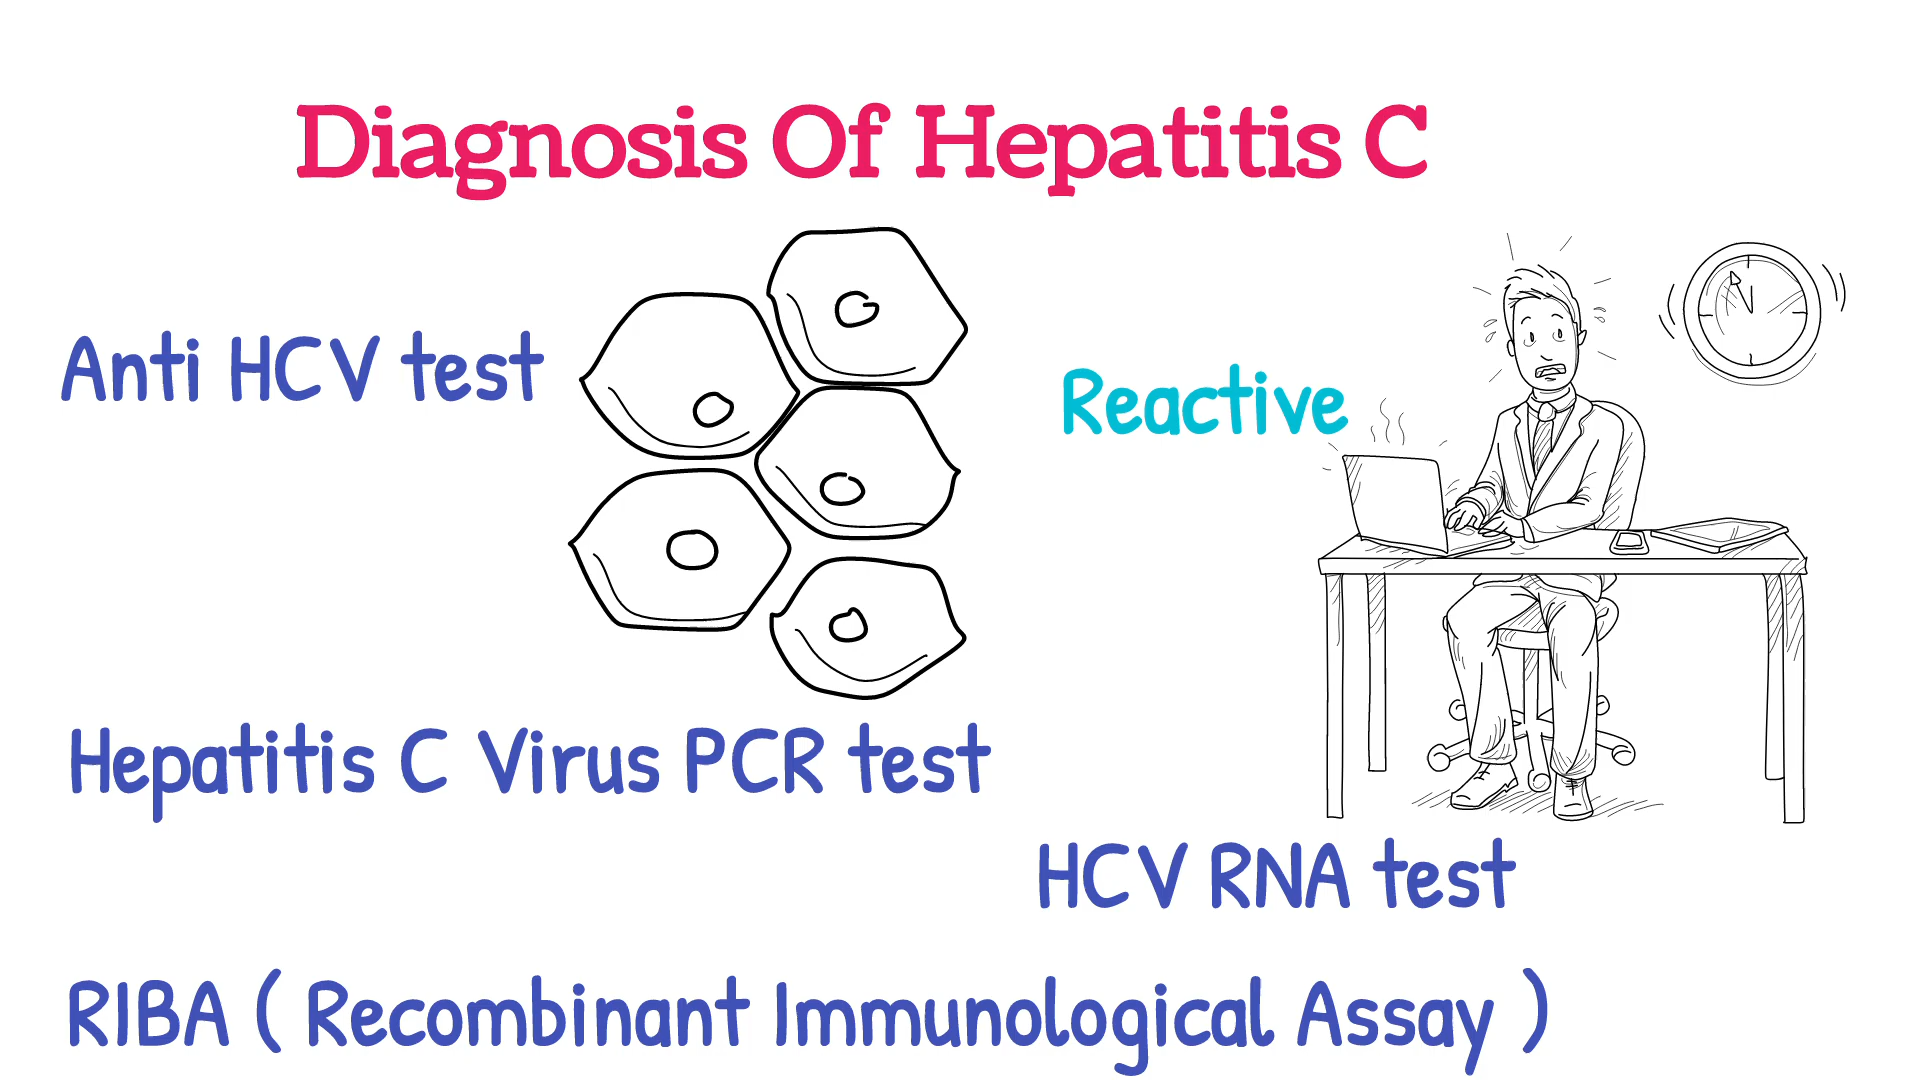 Diagnosis Of Hepatitis C
Anti HCV test
Reactive
Hepatitis C Virus PCR test
HCV RNA test
RIBA ( Recombinant Immunological Assay )